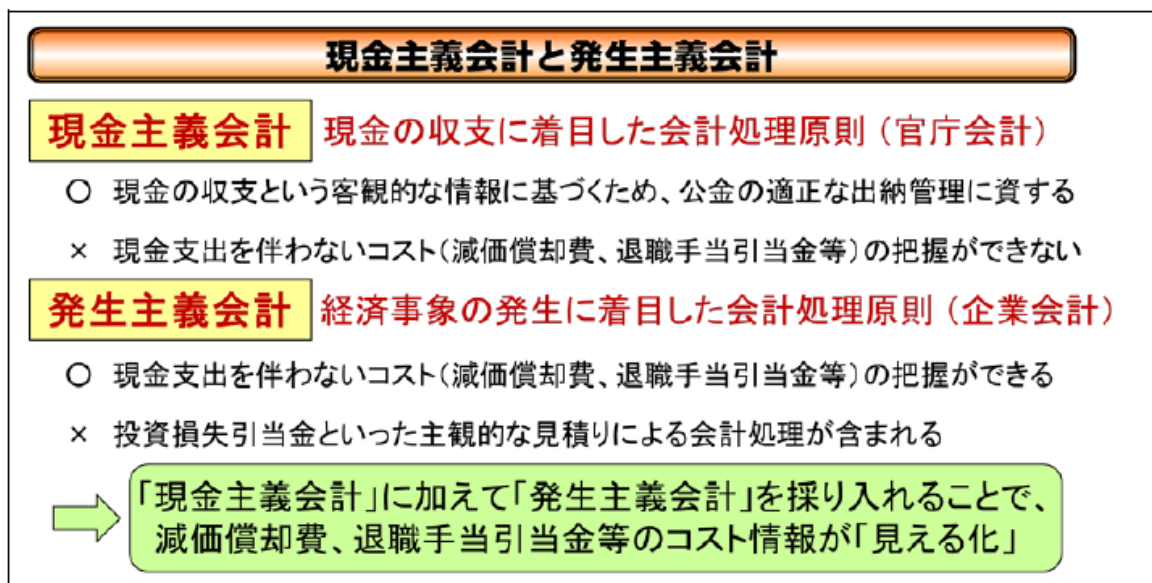 現金主義会計と発生主義会計
現金主義会計 現金の収支に着目した会計処理原則（官庁会計）
○ 現金の収支という客観的な情報に基づくため、公金の適正な出納管理に資する
× 現金支出を伴わないコスト（減価償却費、退職手当引当金等）の把握ができない
発生主義会計 経済事象の発生に着目した会計処理原則（企業会計）
○ 現金支出を伴わないコスト（減価償却費、退職手当引当金等）の把握ができる
× 投資損失引当金といった主観的な見積りによる会計処理が含まれる
「現金主義会計」に加えて「発生主義会計」を採り入れることで、
減価償却費、退職手当引当金等のコスト情報が「見える化」